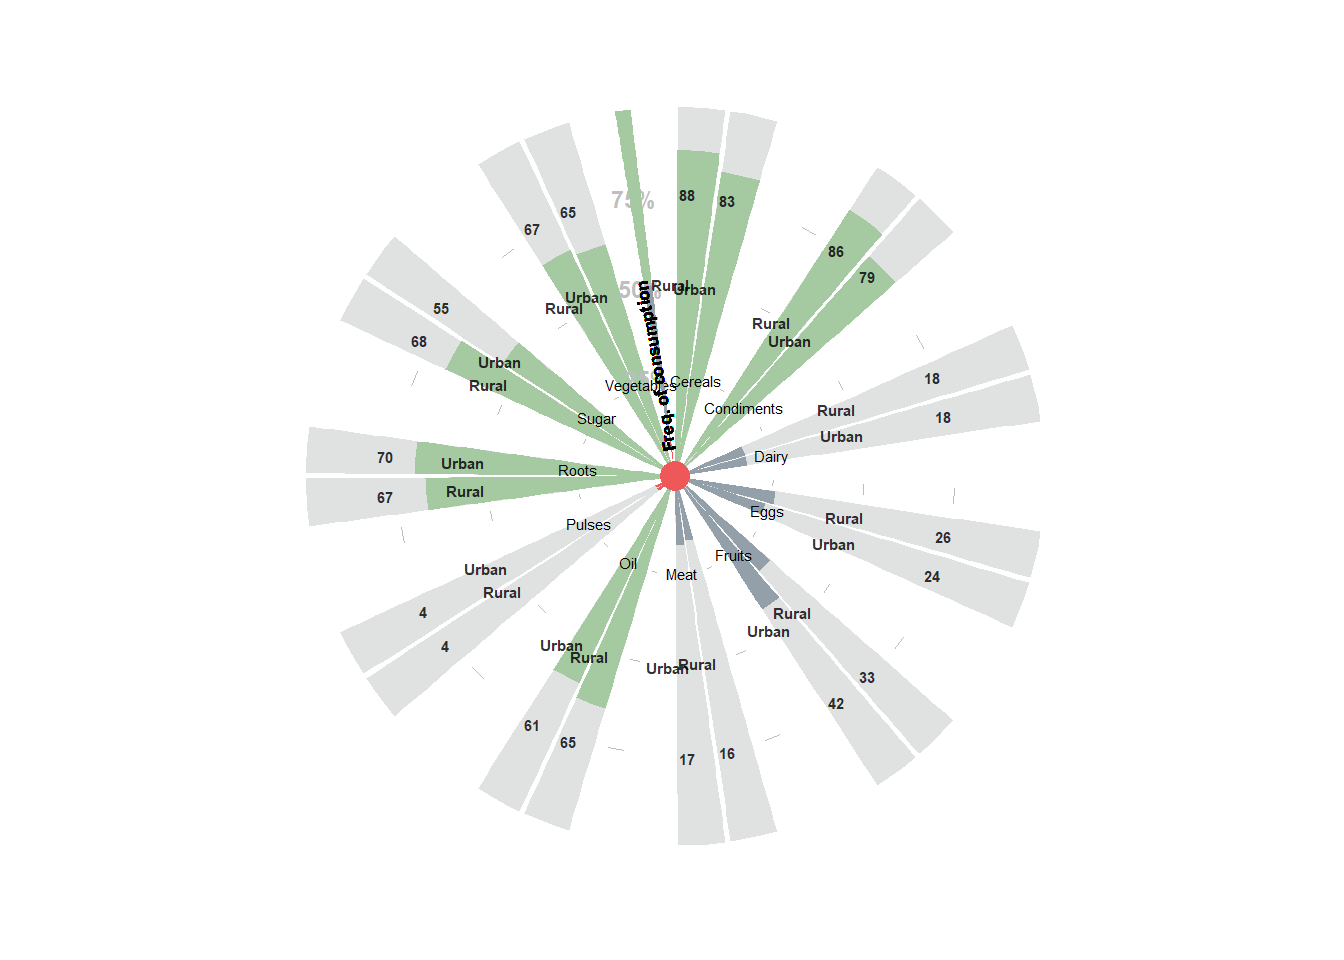 75%
88
83
67
65
86
79
50%
Rural
Urban
Urban
Rural
55
68
Rural
Urban
Urban
Rural
Freq. of consumption
Vegetables
Cereals
Condiments
Sugar
18
18
Rural
Urban
70
67
Urban
Rural
Roots
Dairy
Pulses
Eggs
Oil
Meat
Fruits
Rural
Urban
26
24
Urban
Rural
4
4
Rural
Urban
33
42
Urban
Rural
Urban
Rural
61
65
17
16